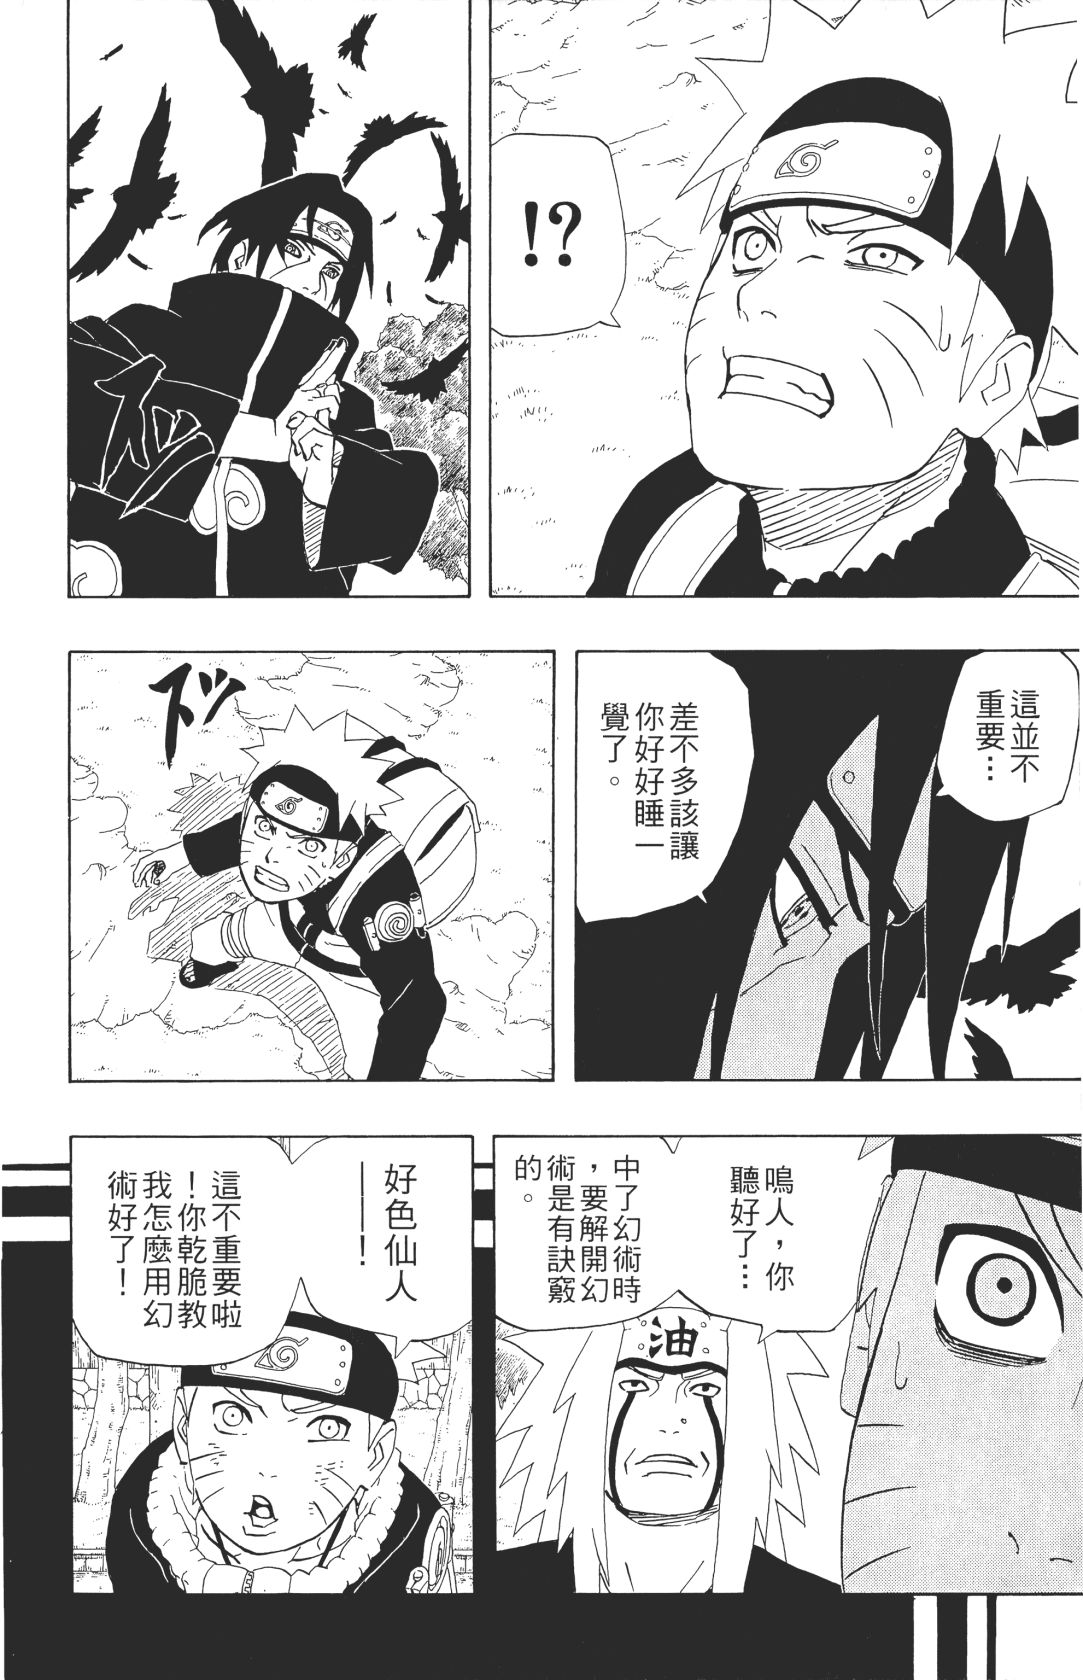 !?
這並不
重要…
差不多該讓
你好好睡一
覺了。
ズッ
鳴人，你
聽好了…
中了幻術時
，要解開幻
術是有訣竅
的。
油
好色仙人
——！
這不重要啦
！你乾脆教
我怎麼用幻
術好了！